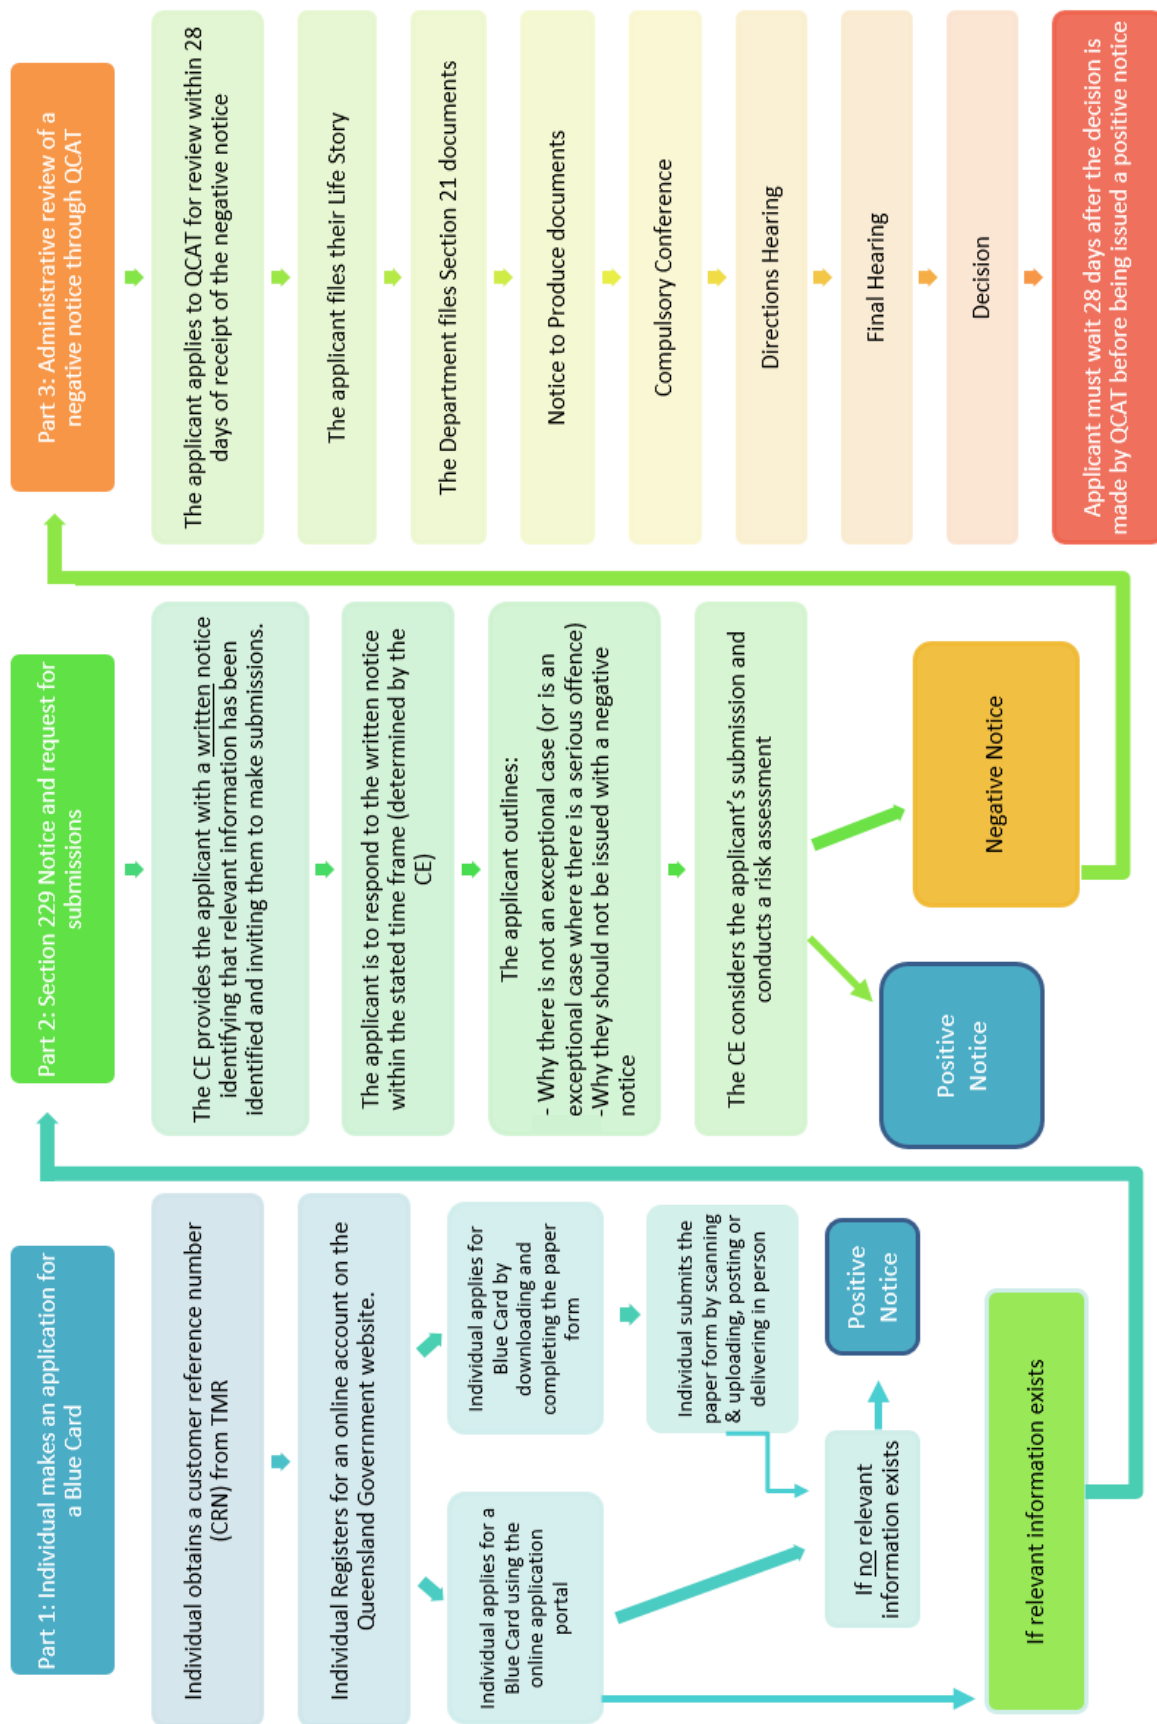 Part 1: Individual makes an application for
a Blue Card
Individual obtains a customer reference number
(CRN) from TMR
Individual Registers for an online account on the
Queensland Government website.
Individual applies for a
Blue Card using the
online application
portal
Individual applies for
Blue Card by
downloading and
completing the paper
form
Individual submits the
paper form by scanning
& uploading, posting or
delivering in person
If no relevant
information exists
Positive
Notice
If relevant information exists
Part 2: Section 229 Notice and request for
submissions
The CE provides the applicant with a written notice
identifying that relevant information has been
identified and inviting them to make submissions.
The applicant is to respond to the written notice
within the stated time frame (determined by the
CE)
The applicant outlines:
- Why there is not an exceptional case (or is an
exceptional case where there is a serious offence)
-Why they should not be issued with a negative
notice
The CE considers the applicant's submission and
conducts a risk assessment
Positive
Notice
Negative Notice
Part 3: Administrative review of a
negative notice through QCAT
The applicant applies to QCAT for review within 28
days of receipt of the negative notice
The applicant files their Life Story
The Department files Section 21 documents
Notice to Produce documents
Compulsory Conference
Directions Hearing
Final Hearing
Decision
Applicant must wait 28 days after the decision is
made by QCAT before being issued a positive notice